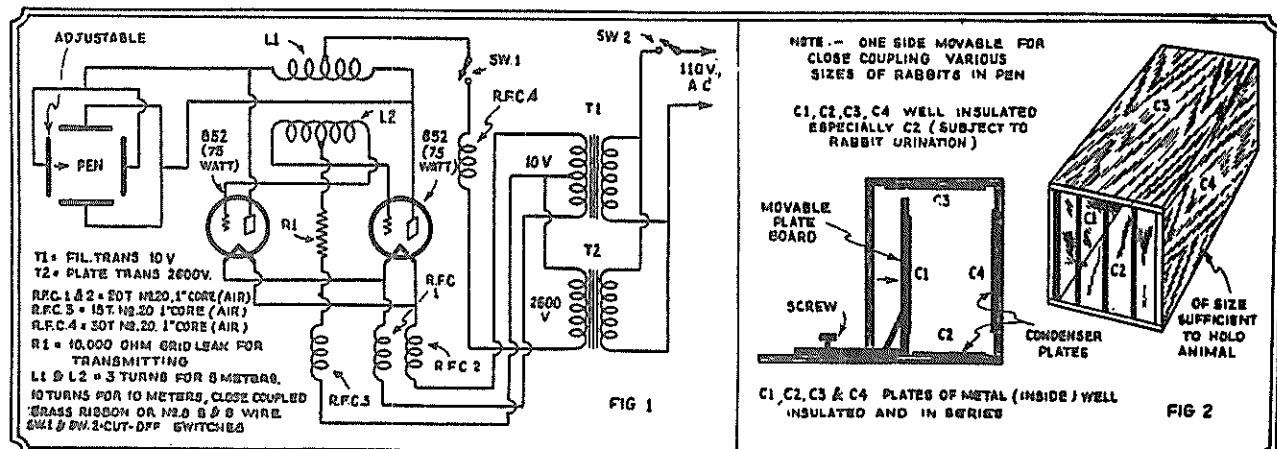 ADJUSTABLE
L1
SW.1
R.F.C.4
SW 2
110 V.,
A C
T1
L2
852
(75
WATT)
852
(75
WATT)
PEN
10 V
R1
T2
R.F.C
1
2600
V
R.F.C 2
R.F.C.3
T1 = FIL. TRANS 10 V
T2 = PLATE TRANS 2600V.
R.F.C. 1 & 2 = 20T No.20, 1" CORE (AIR)
R.F.C. 3 = 15T. No.20 1" CORE (AIR)
R.F.C. 4 = 30T No.20, 1" CORE (AIR)
R1 = 10,000 OHM GRID LEAK FOR
TRANSMITTING
L1 & L2 = 3 TURNS FOR 5 METERS,
10 TURNS FOR 10 METERS, CLOSE COUPLED
BRASS RIBBON OR No.8 B & S WIRE
SW.1 & SW.2-CUT-OFF SWITCHES
FIG 1
NOTE.- ONE SIDE MOVABLE FOR
CLOSE COUPLING VARIOUS
SIZES OF RABBITS IN PEN
C1, C2, C3, C4 WELL INSULATED
ESPECIALLY C2 (SUBJECT TO
RABBIT URINATION)
MOVABLE
PLATE
BOARD
C3
C1
C4
C2
SCREW
CONDENSER
PLATES
C3
C4
C1
C2
OF SIZE
SUFFICIENT
TO HOLD
ANIMAL
C1, C2, C3 & C4 PLATES OF METAL (INSIDE) WELL
INSULATED AND IN SERIES
FIG 2